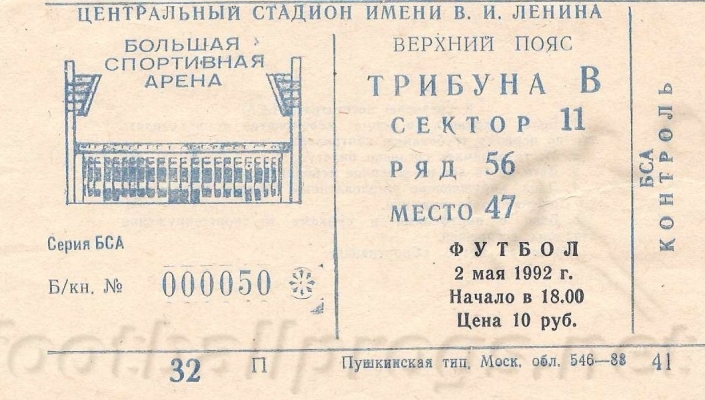 ЦЕНТРАЛЬНЫЙ СТАДИОН ИМЕНИ В. И. ЛЕНИНА
БОЛЬШАЯ
СПОРТИВНАЯ
АРЕНА
Серия БСА
Б/кн. № 000050
ВЕРХНИЙ ПОЯС
ТРИБУНА В
СЕКТОР 11
РЯД 56
МЕСТО 47
ФУТБОЛ
2 мая 1992 г.
Начало в 18.00
Цена 10 руб.
БСА
КОНТРОЛЬ
32 П Пушкинская тип, Моск. обл. 546—88 41